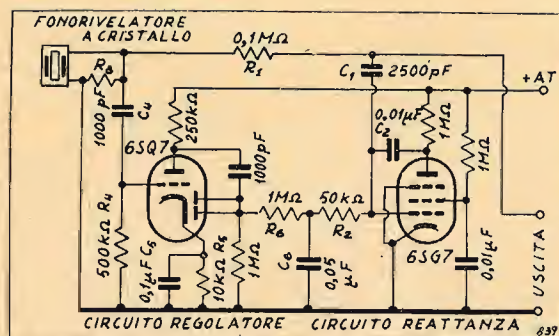 FONORIVELATORE
A CRISTALLO
R3
0,1MΩ
R1
C1
2500pF
+AT
1000pF
C4
250kΩ
0,01µF
C2
1MΩ
1MΩ
6SQ7
1000pF
1MΩ
R6
50kΩ
R2
6SG7
500kΩ
R4
C5
0,1µF
10kΩ
R5
1MΩ
C6
0,05
µF
0,01µF
USCITA
CIRCUITO REGOLATORE
CIRCUITO REATTANZA
839